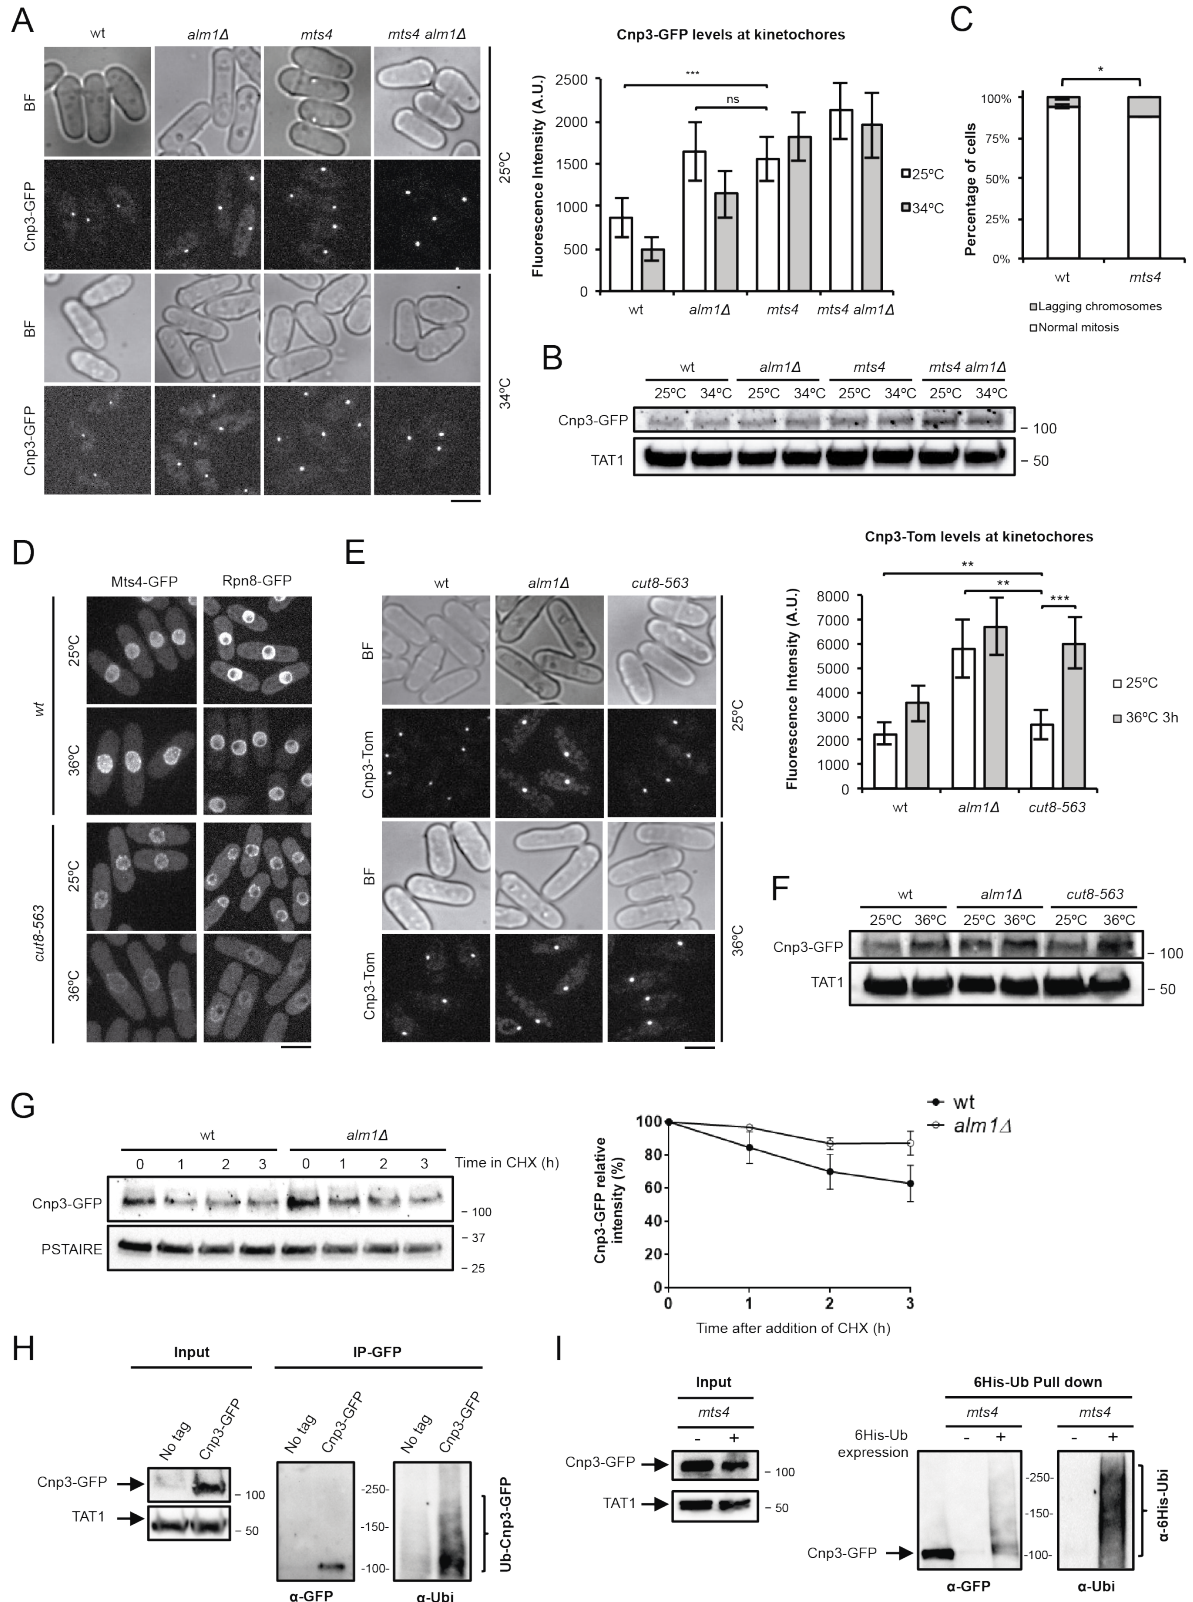 A
wt alm1Δ mts4 mts4 alm1Δ
BF
Cnp3-GFP
25ºC
BF
Cnp3-GFP
34ºC
Cnp3-GFP levels at kinetochores
Fluorescence Intensity (A.U.)
2500
2000
1500
1000
500
0
***
ns
25ºC
34ºC
wt alm1Δ mts4 mts4 alm1Δ
C
*
Percentage of cells
100%
75%
50%
25%
0%
wt mts4
Lagging chromosomes
Normal mitosis
B
wt alm1Δ mts4 mts4 alm1Δ
25ºC 34ºC 25ºC 34ºC 25ºC 34ºC 25ºC 34ºC
Cnp3-GFP
– 100
TAT1
– 50
D
Mts4-GFP Rpn8-GFP
wt
25ºC
36ºC
cut8-563
25ºC
36ºC
E
wt alm1Δ cut8-563
BF
Cnp3-Tom
25ºC
BF
Cnp3-Tom
36ºC
Cnp3-Tom levels at kinetochores
Fluorescence Intensity (A.U.)
8000
7000
6000
5000
4000
3000
2000
1000
0
**
**
***
25ºC
36ºC 3h
wt alm1Δ cut8-563
F
wt alm1Δ cut8-563
25ºC 36ºC 25ºC 36ºC 25ºC 36ºC
Cnp3-GFP
– 100
TAT1
– 50
G
wt alm1Δ
0 1 2 3 0 1 2 3 Time in CHX (h)
Cnp3-GFP
– 100
PSTAIRE
– 37
– 25
wt
alm1Δ
Cnp3-GFP relative
intensity (%)
100
80
60
40
20
0
0 1 2 3
Time after addition of CHX (h)
H
Input IP-GFP
No tag Cnp3-GFP No tag Cnp3-GFP No tag Cnp3-GFP
Cnp3-GFP
– 100
TAT1
– 50
-250-
-150-
-100-
Ub-Cnp3-GFP
α-GFP α-Ubi
I
Input
mts4
- +
Cnp3-GFP
– 100
TAT1
– 50
6His-Ub Pull down
mts4 mts4
6His-Ub
expression
- + - +
-250-
-150-
-100-
Cnp3-GFP
α-6His-Ubi
α-GFP α-Ubi